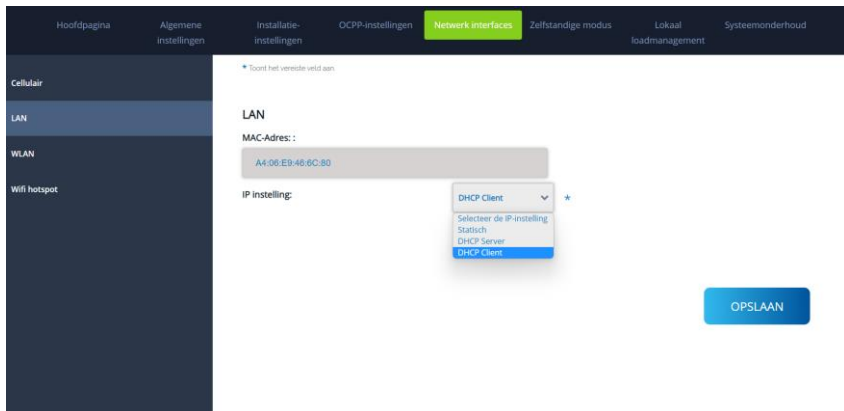 Hoofdpagina
Algemene
instellingen
Installatie-
instellingen
OCPP-instellingen
Netwerk interfaces
Zelfstandige modus
Lokaal
loadmanagement
Systeemonderhoud
Cellulair
LAN
WLAN
Wifi hotspot
* Toont het vereiste veld aan.
LAN
MAC-Adres: :
A4:06:E9:46:6C:80
IP instelling:
DHCP Client
*
Selecteer de IP-instelling
Statisch
DHCP Server
DHCP Client
OPSLAAN